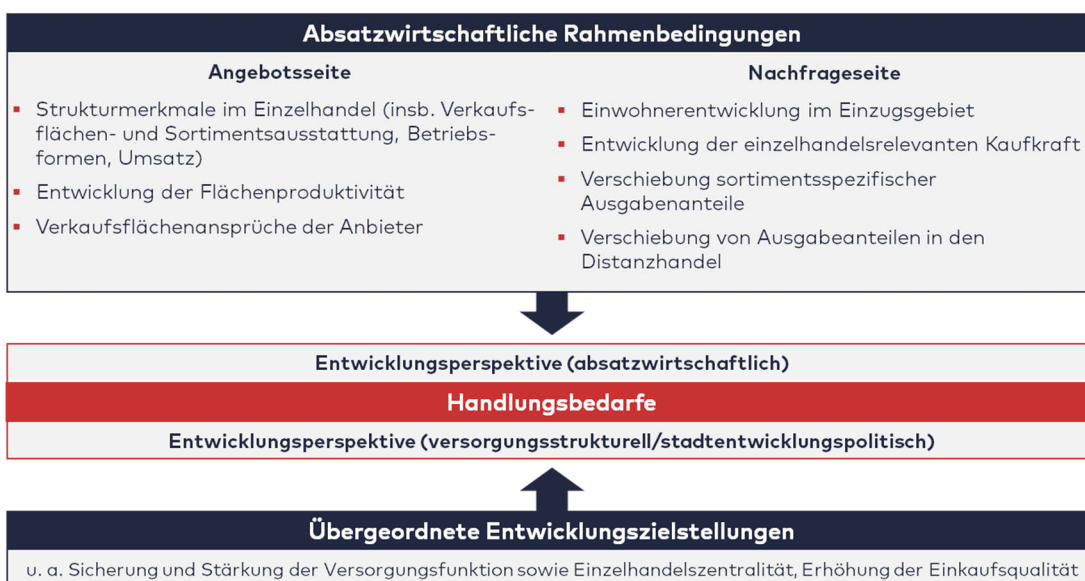 Absatzwirtschaftliche Rahmenbedingungen
Angebotsseite
▪ Strukturmerkmale im Einzelhandel (insb. Verkaufs-
flächen- und Sortimentsausstattung, Betriebs-
formen, Umsatz)
▪ Entwicklung der Flächenproduktivität
▪ Verkaufsflächenansprüche der Anbieter
Nachfrageseite
▪ Einwohnerentwicklung im Einzugsgebiet
▪ Entwicklung der einzelhandelsrelevanten Kaufkraft
▪ Verschiebung sortimentsspezifischer
Ausgabenanteile
▪ Verschiebung von Ausgabeanteilen in den
Distanzhandel
Entwicklungsperspektive (absatzwirtschaftlich)
Handlungsbedarfe
Entwicklungsperspektive (versorgungsstrukturell/stadtentwicklungspolitisch)
Übergeordnete Entwicklungszielstellungen
u. a. Sicherung und Stärkung der Versorgungsfunktion sowie Einzelhandelszentralität, Erhöhung der Einkaufsqualität